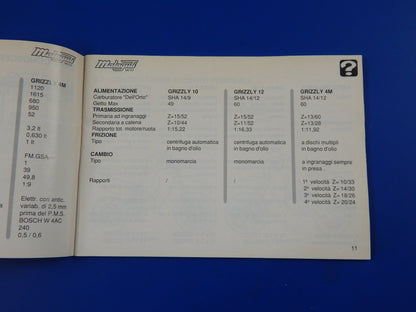 GRIZZLY 4M
1120
1615
680
950
52
3,2 lt
0,630 lt
1 lt
FM.GSA
1
39
49,8
1:9
Elettr. con antic.
variab. di 2,5 mm
prima del P.M.S.
BOSCH W 4AC
240
0,5 / 0,6
Malaguti
ALIMENTAZIONE GRIZZLY 10 GRIZZLY 12 GRIZZLY 4M
Carburatore "Dell'Orto" SHA 14/9 SHA 14/12 SHA 14/12
Getto Max 49 60 60
TRASMISSIONE
Primaria ad ingranaggi Z=15/52 Z=15/52 Z=13/60
Secondaria a catena Z=10/44 Z=11/52 Z=13/28
Rapporto tot. motore/ruota 1:15,22 1:16,33 1:11,92
FRIZIONE
Tipo centrifuga automatica centrifuga automatica a dischi multipli
in bagno d'olio in bagno d'olio in bagno d'olio
CAMBIO
Tipo monomarcia monomarcia a ingranaggi sempre
in presa .
Rapporti / / 1ª velocità Z= 10/33
2ª velocità Z= 14/30
3ª velocità Z= 18/26
4ª velocità Z= 20/24
?
11